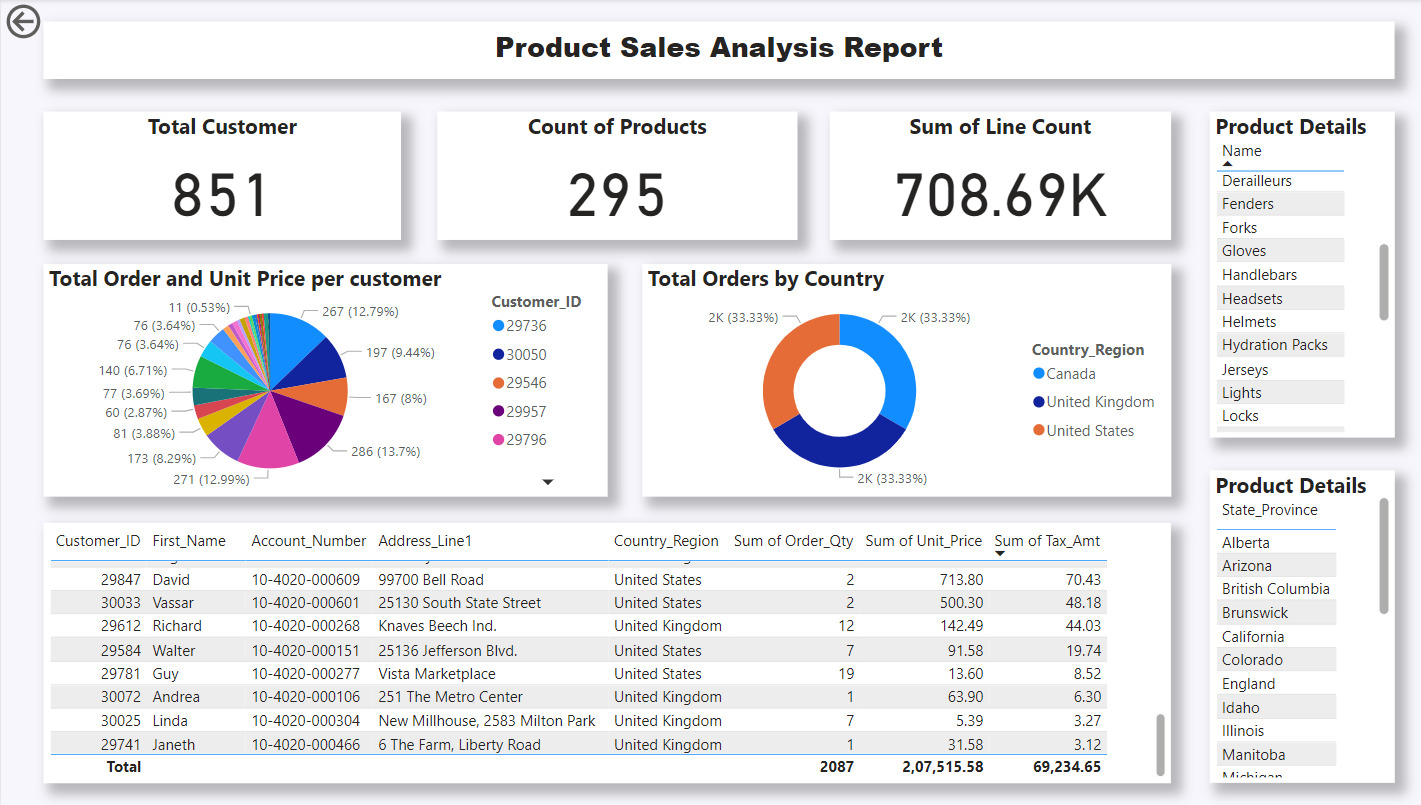 Product Sales Analysis Report
Total Customer
851
Count of Products
295
Sum of Line Count
708.69K
Product Details
Name
Derailleurs
Fenders
Forks
Gloves
Handlebars
Headsets
Helmets
Hydration Packs
Jerseys
Lights
Locks
Total Order and Unit Price per customer
11 (0.53%)
76 (3.64%)
76 (3.64%)
140 (6.71%)
77 (3.69%)
60 (2.87%)
81 (3.88%)
173 (8.29%)
271 (12.99%)
267 (12.79%)
197 (9.44%)
167 (8%)
286 (13.7%)
Customer_ID
29736
30050
29546
29957
29796
Total Orders by Country
2K (33.33%)
2K (33.33%)
2K (33.33%)
Country_Region
Canada
United Kingdom
United States
Product Details
State_Province
Alberta
Arizona
British Columbia
Brunswick
California
Colorado
England
Idaho
Illinois
Manitoba
Michigan
Customer_ID First_Name Account_Number Address_Line1 Country_Region Sum of Order_Qty Sum of Unit_Price Sum of Tax_Amt
29847 David 10-4020-000609 99700 Bell Road United States 2 713.80 70.43
30033 Vassar 10-4020-000601 25130 South State Street United States 2 500.30 48.18
29612 Richard 10-4020-000268 Knaves Beech Ind. United Kingdom 12 142.49 44.03
29584 Walter 10-4020-000151 25136 Jefferson Blvd. United States 7 91.58 19.74
29781 Guy 10-4020-000277 Vista Marketplace United States 19 13.60 8.52
30072 Andrea 10-4020-000106 251 The Metro Center United Kingdom 1 63.90 6.30
30025 Linda 10-4020-000304 New Millhouse, 2583 Milton Park United Kingdom 7 5.39 3.27
29741 Janeth 10-4020-000466 6 The Farm, Liberty Road United Kingdom 1 31.58 3.12
Total 2087 2,07,515.58 69,234.65